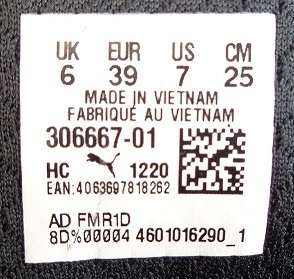 UK EUR US CM
6 39 7 25
MADE IN VIETNAM
FABRIQUÉ AU VIETNAM
306667-01
HC 1220
EAN:4063697818262
AD FMR1D
8D%00004 4601016290_1